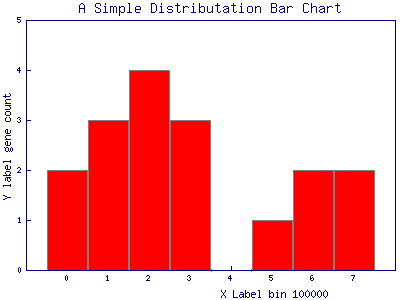 A Simple Distributation Bar Chart
5
4
3
2
1
0
Y label gene count
0 1 2 3 4 5 6 7
X Label bin 100000